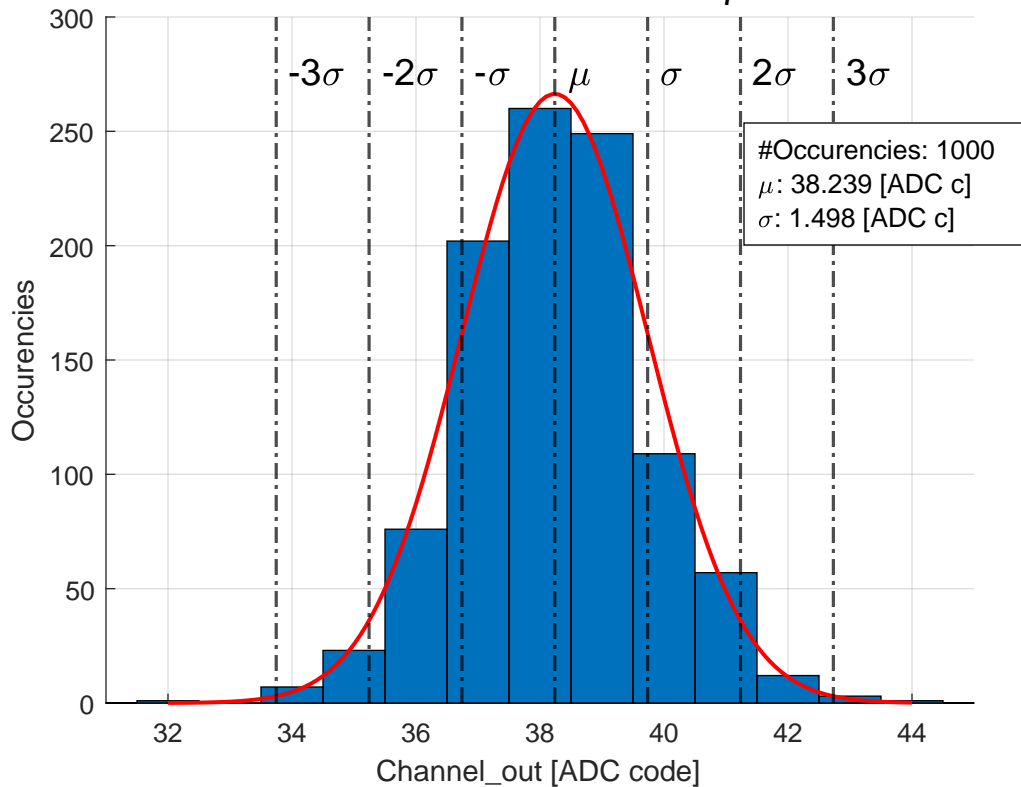 300
250
200
150
100
50
0
-3σ
-2σ
-σ
μ
σ
2σ
3σ
#Occurencies: 1000
μ: 38.239 [ADC c]
σ: 1.498 [ADC c]
Occurencies
32
34
36
38
40
42
44
Channel_out [ADC code]